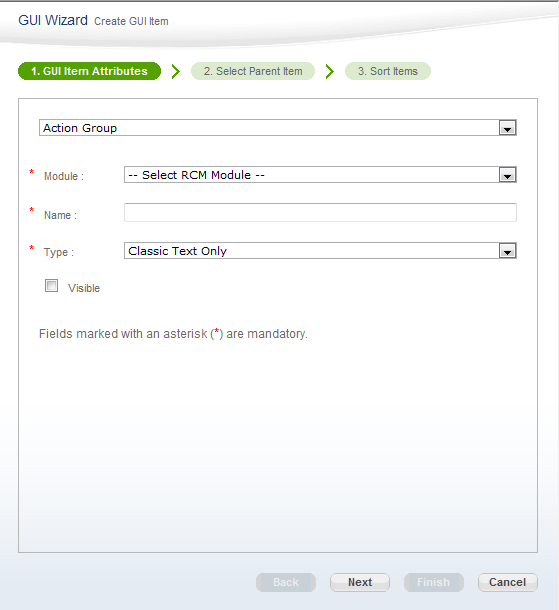 GUI Wizard Create GUI Item
1. GUI Item Attributes 2. Select Parent Item 3. Sort Items
Action Group
* Module : -- Select RCM Module --
* Name :
* Type : Classic Text Only
Visible
Fields marked with an asterisk (*) are mandatory.
Back Next Finish Cancel